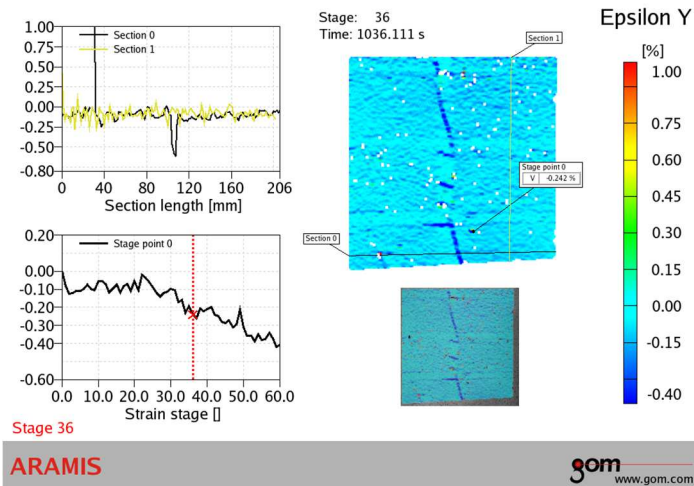 Stage: 36
Time: 1036.111 s
Epsilon Y
[%]
1.00
0.75
0.60
0.45
0.30
0.15
0.00
-0.15
-0.40
1.00
0.75
0.50
0.25
0.00
-0.25
-0.50
-0.80
Section 0
Section 1
0 40 80 120 160 206
Section length [mm]
Section 1
Stage point 0
V -0.242 %
Section 0
0.20
0.00
-0.10
-0.20
-0.30
-0.40
-0.60
Stage point 0
0.0 10.0 20.0 30.0 40.0 50.0 60.0
Strain stage []
Stage 36
ARAMIS
gom
www.gom.com